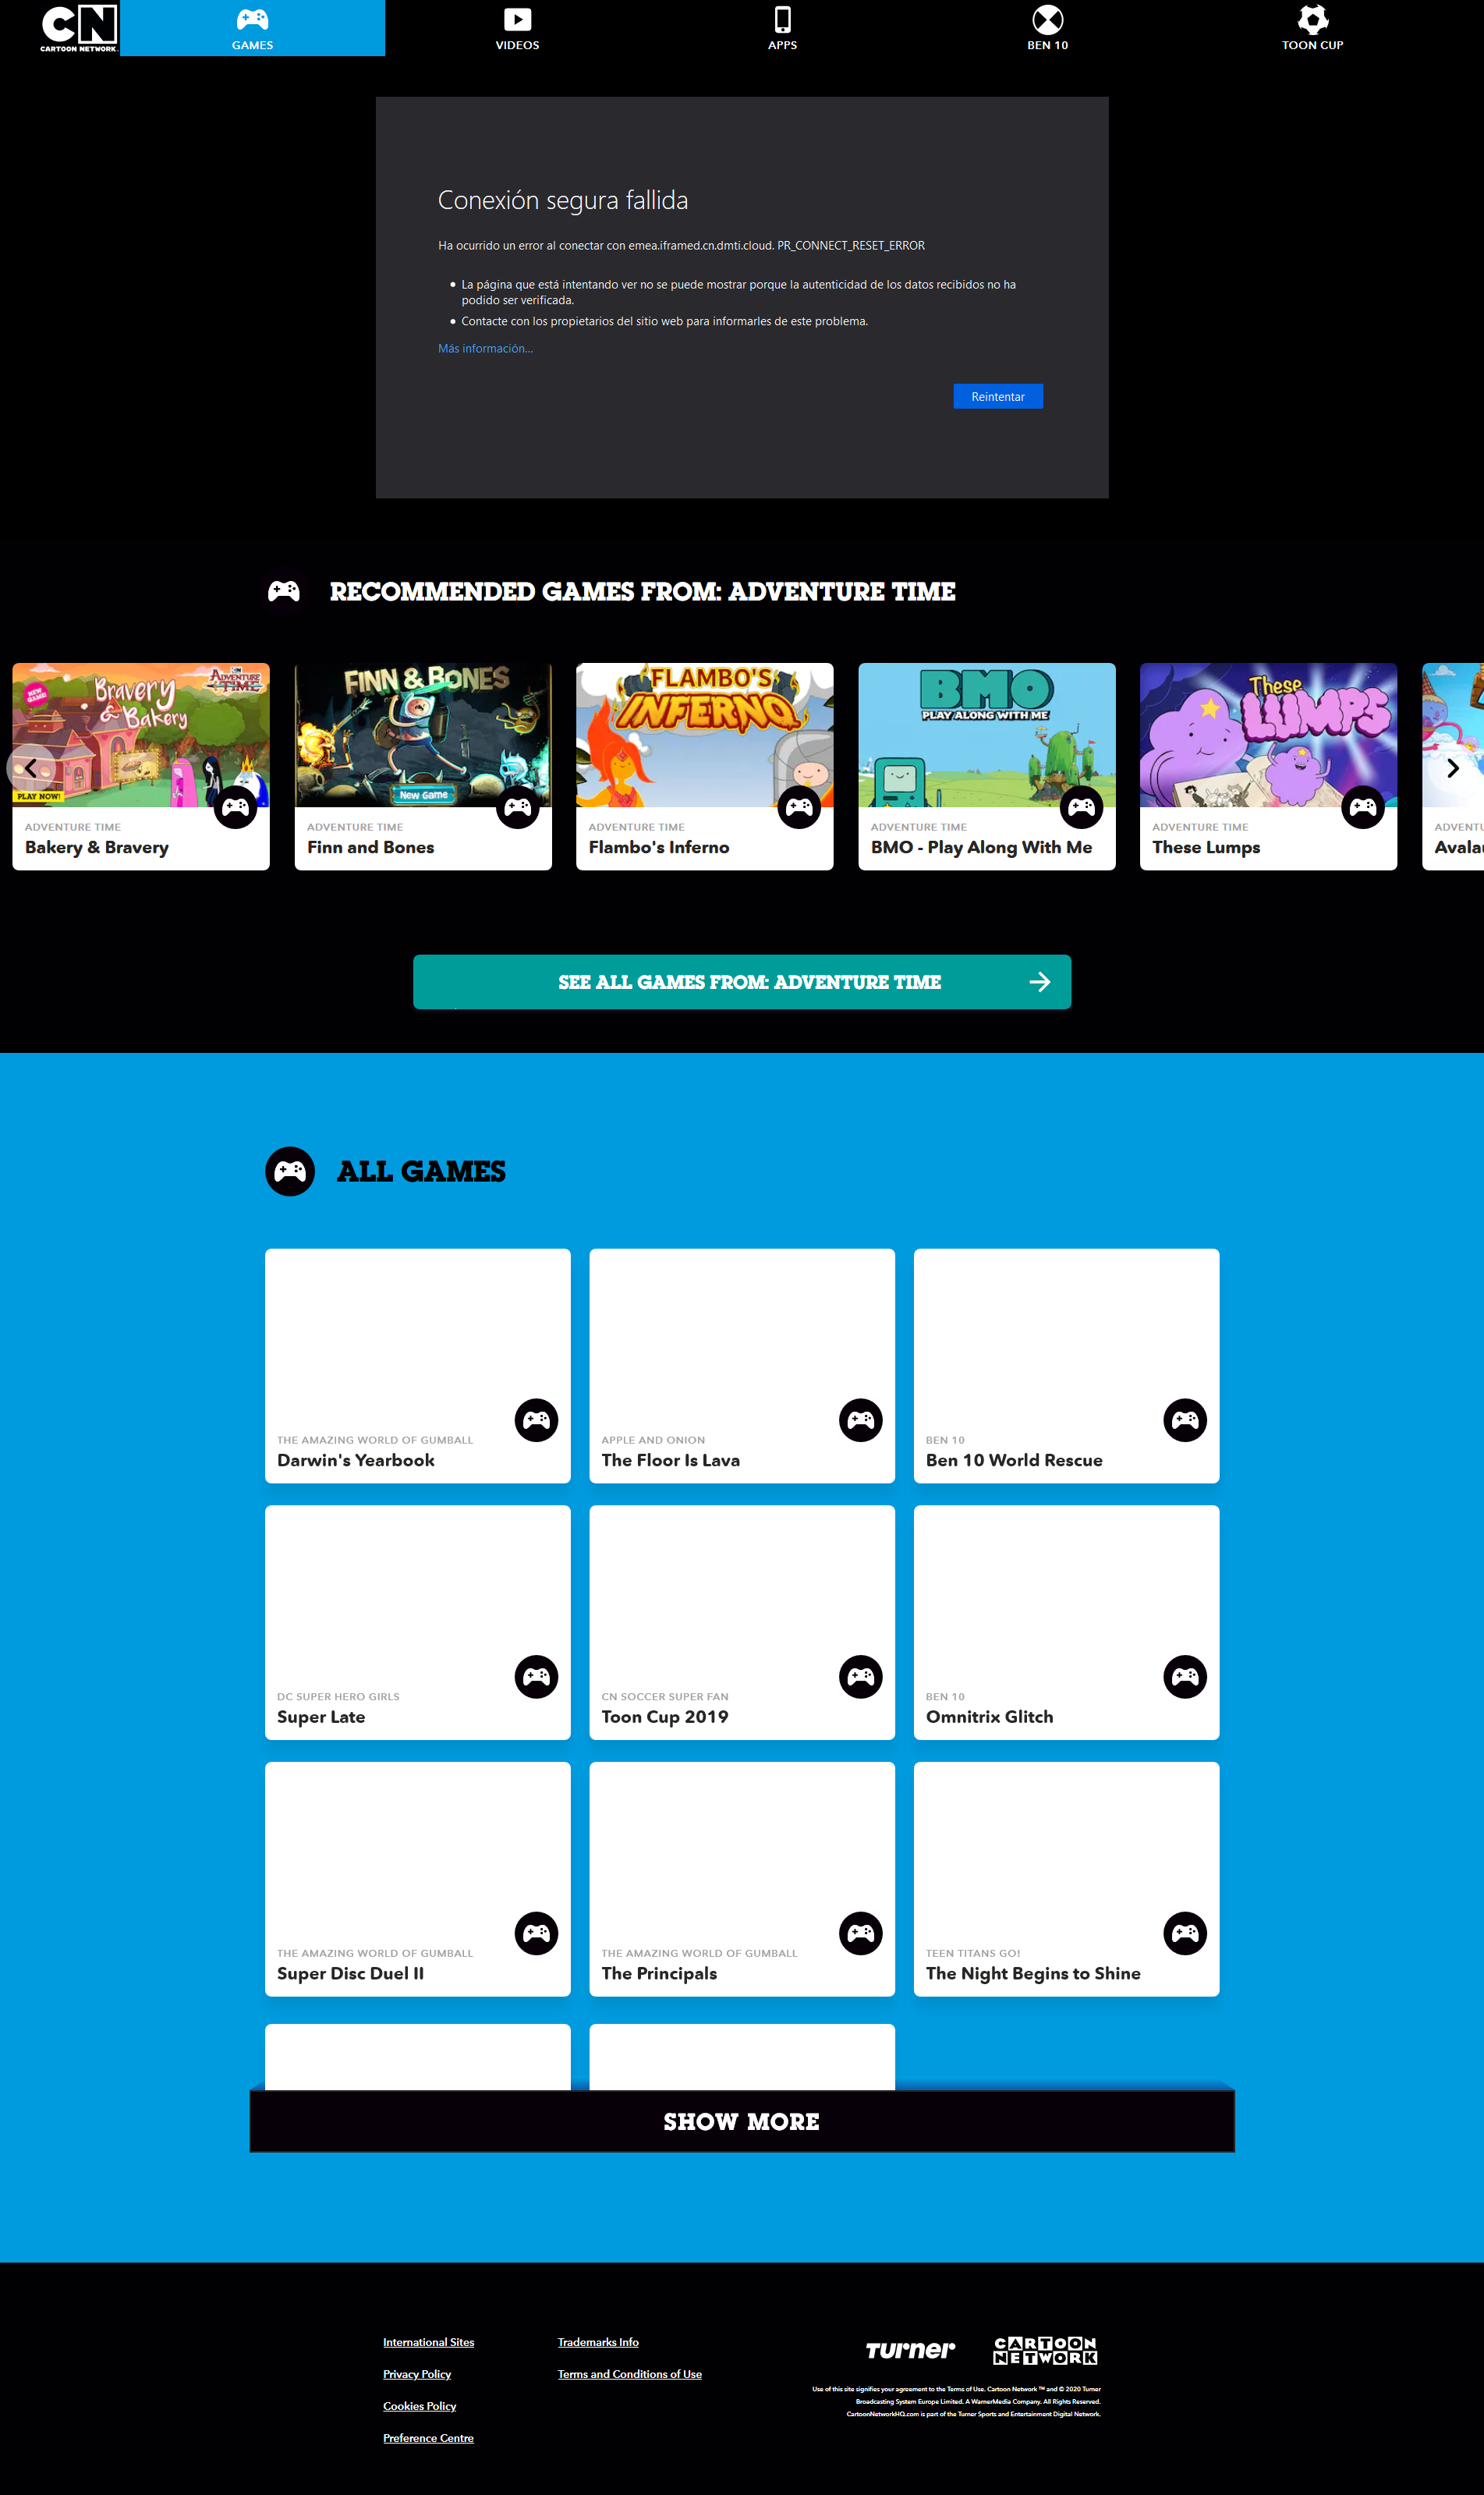 CN
CARTOON NETWORK.
GAMES
VIDEOS
APPS
BEN 10
TOON CUP
Conexión segura fallida
Ha ocurrido un error al conectar con emea.iframed.cn.dmti.cloud. PR_CONNECT_RESET_ERROR
La página que está intentando ver no se puede mostrar porque la autenticidad de los datos recibidos no ha
podido ser verificada.
Contacte con los propietarios del sitio web para informarles de este problema.
Más información...
Reintentar
RECOMMENDED GAMES FROM: ADVENTURE TIME
NEW GAME!
Bravery & Bakery
CN
ADVENTURE TIME
PLAY NOW!
ADVENTURE TIME
Bakery & Bravery
FINN & BONES
New Game
ADVENTURE TIME
Finn and Bones
FLAMBO'S
INFERNO
ADVENTURE TIME
Flambo's Inferno
BMO
PLAY ALONG WITH ME
ADVENTURE TIME
BMO - Play Along With Me
These
LUMPS
ADVENTURE TIME
These Lumps
ADVENTU
Avala
SEE ALL GAMES FROM: ADVENTURE TIME
ALL GAMES
THE AMAZING WORLD OF GUMBALL
Darwin's Yearbook
APPLE AND ONION
The Floor Is Lava
BEN 10
Ben 10 World Rescue
DC SUPER HERO GIRLS
Super Late
CN SOCCER SUPER FAN
Toon Cup 2019
BEN 10
Omnitrix Glitch
THE AMAZING WORLD OF GUMBALL
Super Disc Duel II
THE AMAZING WORLD OF GUMBALL
The Principals
TEEN TITANS GO!
The Night Begins to Shine
SHOW MORE
International Sites
Privacy Policy
Cookies Policy
Preference Centre
Trademarks Info
Terms and Conditions of Use
Turner
CARTOON
NETWORK
Use of this site signifies your agreement to the Terms of Use. Cartoon Network ™ and © 2020 Turner
Broadcasting System Europe Limited. A WarnerMedia Company. All Rights Reserved.
CartoonNetworkHQ.com is part of the Turner Sports and Entertainment Digital Network.